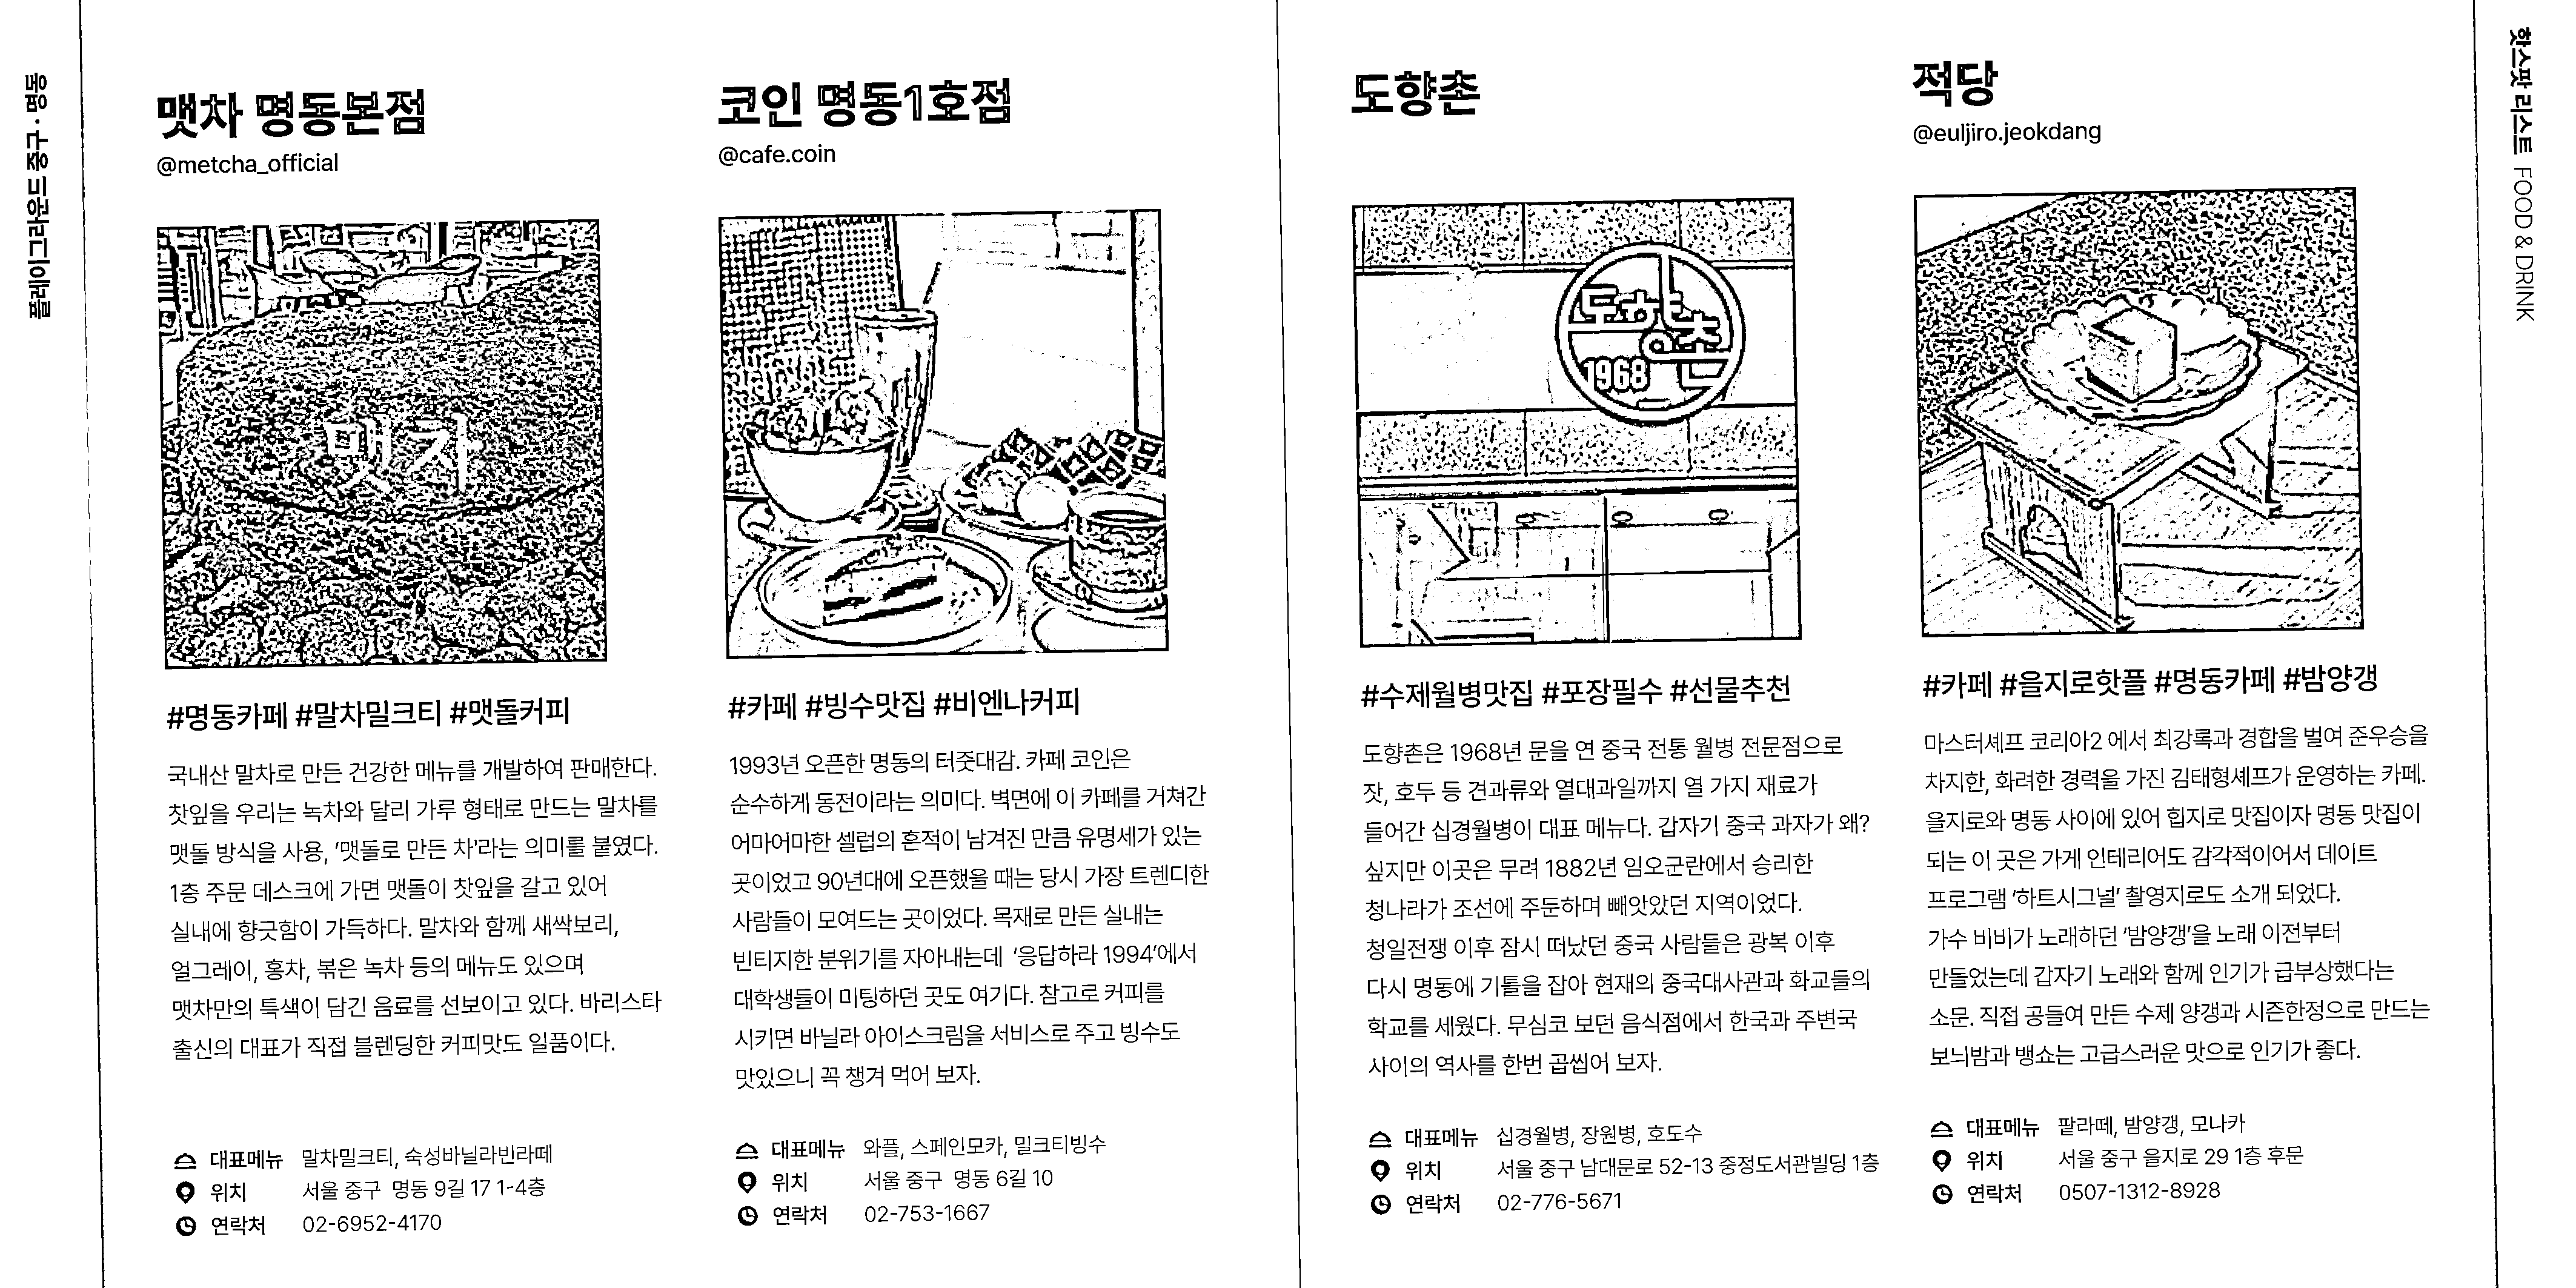 플레이그라운드 중구 · 명동
맷차 명동본점
@metcha_official
맷차
#명동카페 #말차밀크티 #맷돌커피
국내산 말차로 만든 건강한 메뉴를 개발하여 판매한다.
찻잎을 우리는 녹차와 달리 가루 형태로 만드는 말차를
맷돌 방식을 사용, '맷돌로 만든 차'라는 의미를 붙였다.
1층 주문 데스크에 가면 맷돌이 찻잎을 갈고 있어
실내에 향긋함이 가득하다. 말차와 함께 새싹보리,
얼그레이, 홍차, 볶은 녹차 등의 메뉴도 있으며
맷차만의 특색이 담긴 음료를 선보이고 있다. 바리스타
출신의 대표가 직접 블렌딩한 커피맛도 일품이다.
대표메뉴 말차밀크티, 숙성바닐라빈라떼
위치 서울 중구 명동 9길 17 1-4층
연락처 02-6952-4170
코인 명동1호점
@cafe.coin
#카페 #빙수맛집 #비엔나커피
1993년 오픈한 명동의 터줏대감. 카페 코인은
순수하게 동전이라는 의미다. 벽면에 이 카페를 거쳐간
어마어마한 셀럽의 흔적이 남겨진 만큼 유명세가 있는
곳이었고 90년대에 오픈했을 때는 당시 가장 트렌디한
사람들이 모여드는 곳이었다. 목재로 만든 실내는
빈티지한 분위기를 자아내는데 '응답하라 1994'에서
대학생들이 미팅하던 곳도 여기다. 참고로 커피를
시키면 바닐라 아이스크림을 서비스로 주고 빙수도
맛있으니 꼭 챙겨 먹어 보자.
대표메뉴 와플, 스페인모카, 밀크티빙수
위치 서울 중구 명동 6길 10
연락처 02-753-1667
도향촌
도향촌
1968
#수제월병맛집 #포장필수 #선물추천
도향촌은 1968년 문을 연 중국 전통 월병 전문점으로
잣, 호두 등 견과류와 열대과일까지 열 가지 재료가
들어간 십경월병이 대표 메뉴다. 갑자기 중국 과자가 왜?
싶지만 이곳은 무려 1882년 임오군란에서 승리한
청나라가 조선에 주둔하며 빼앗았던 지역이었다.
청일전쟁 이후 잠시 떠났던 중국 사람들은 광복 이후
다시 명동에 기틀을 잡아 현재의 중국대사관과 화교들의
학교를 세웠다. 무심코 보던 음식점에서 한국과 주변국
사이의 역사를 한번 곱씹어 보자.
대표메뉴 십경월병, 장원병, 호도수
위치 서울 중구 남대문로 52-13 중정도서관빌딩 1층
연락처 02-776-5671
적당
@euljiro.jeokdang
#카페 #을지로핫플 #명동카페 #밤양갱
마스터셰프 코리아2 에서 최강록과 경합을 벌여 준우승을
차지한, 화려한 경력을 가진 김태형셰프가 운영하는 카페.
을지로와 명동 사이에 있어 힙지로 맛집이자 명동 맛집이
되는 이 곳은 가게 인테리어도 감각적이어서 데이트
프로그램 '하트시그널' 촬영지로도 소개 되었다.
가수 비비가 노래하던 '밤양갱'을 노래 이전부터
만들었는데 갑자기 노래와 함께 인기가 급부상했다는
소문. 직접 공들여 만든 수제 양갱과 시즌한정으로 만드는
보늬밤과 뱅쇼는 고급스러운 맛으로 인기가 좋다.
대표메뉴 팥라떼, 밤양갱, 모나카
위치 서울 중구 을지로 29 1층 후문
연락처 0507-1312-8928
핫스팟 리스트 FOOD & DRINK